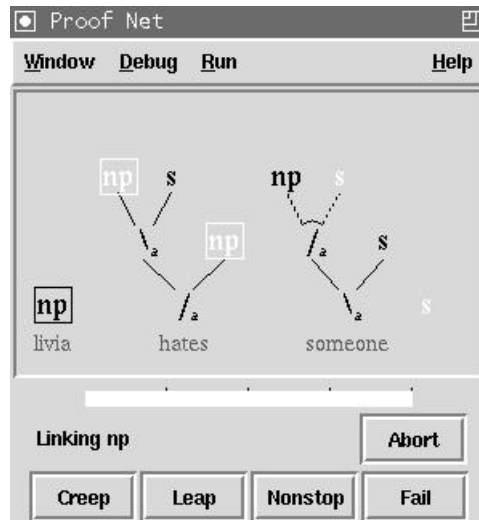 Proof Net
Window Debug Run Help
np s np s
\a np /a s
np /a \a s
livia hates someone
Linking np Abort
Creep Leap Nonstop Fail